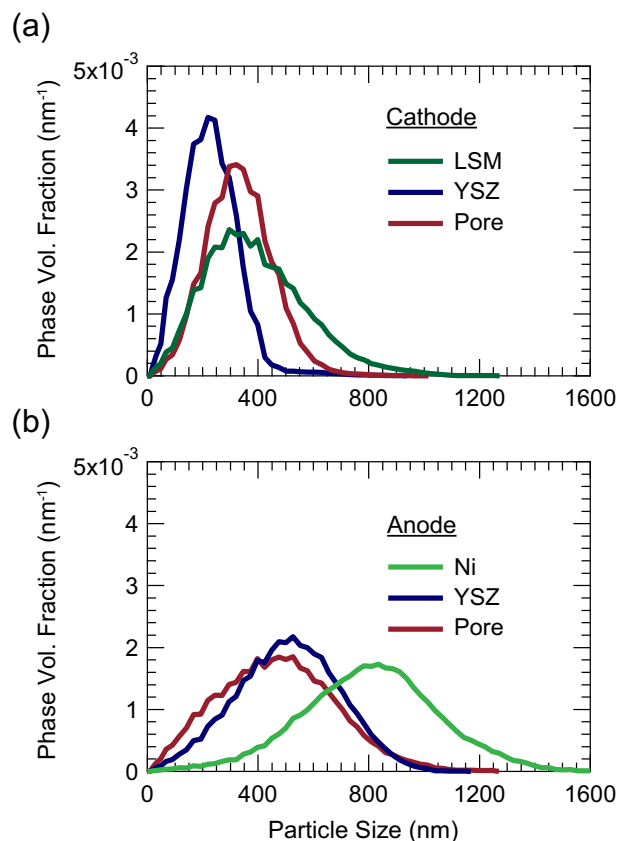 (a)
5x10⁻³
4
3
2
1
0
Phase Vol. Fraction (nm⁻¹)
Cathode
LSM
YSZ
Pore
0 400 800 1200 1600
(b)
5x10⁻³
4
3
2
1
0
Phase Vol. Fraction (nm⁻¹)
Anode
Ni
YSZ
Pore
0 400 800 1200 1600
Particle Size (nm)